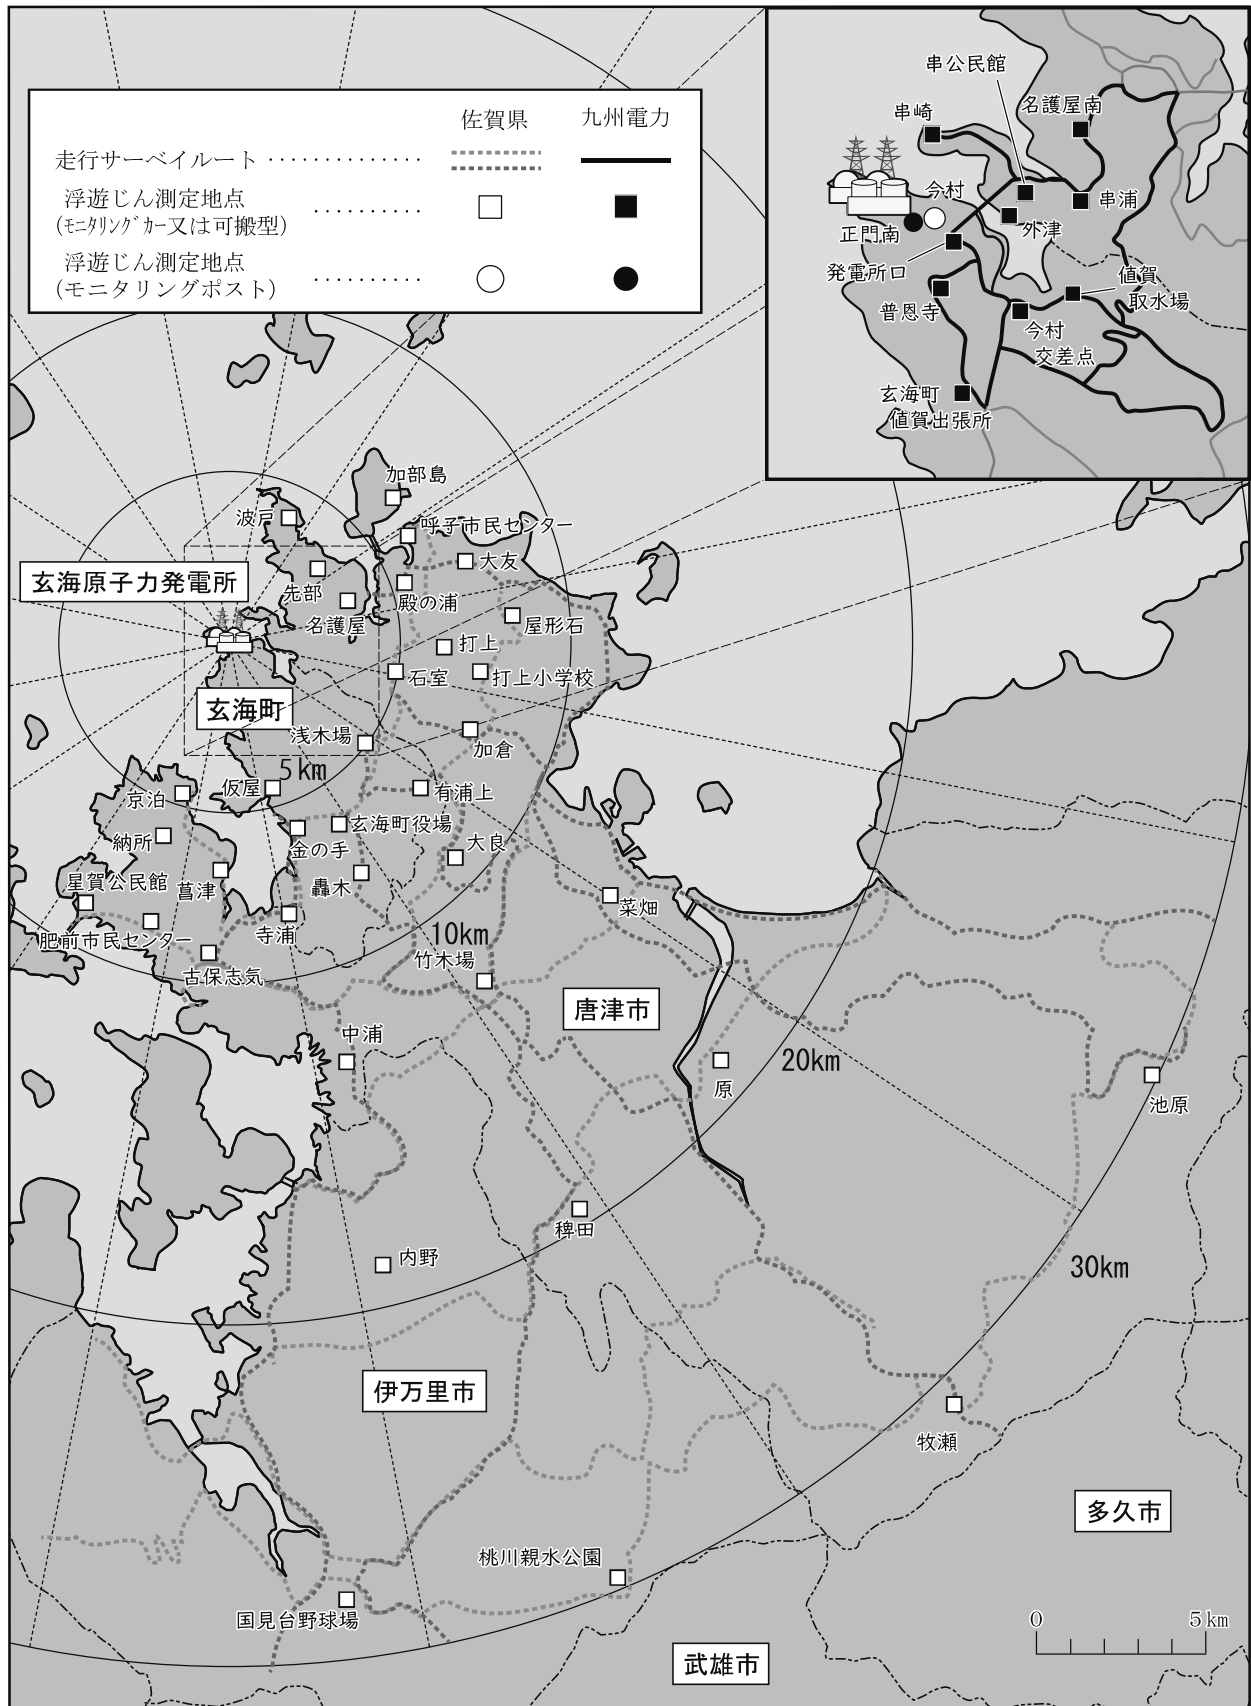 佐賀県
九州電力
走行サーベイルート
浮遊じん測定地点
(ﾓﾆﾀﾘﾝｸﾞｶｰ又は可搬型)
浮遊じん測定地点
(モニタリングポスト)
串公民館
名護屋南
串崎
今村
串浦
外津
正門南
発電所口
値賀
取水場
普恩寺
今村
交差点
玄海町
値賀出張所
加部島
波戸
呼子市民センター
大友
玄海原子力発電所
先部
殿の浦
名護屋
屋形石
打上
石室
打上小学校
玄海町
浅木場
加倉
5km
京泊
仮屋
有浦上
玄海町役場
納所
金の手
大良
星賀公民館
菖津
轟木
菜畑
肥前市民センター
寺浦
10km
古保志気
竹木場
唐津市
中浦
20km
原
池原
稗田
内野
30km
伊万里市
牧瀬
多久市
桃川親水公園
国見台野球場
0
5km
武雄市